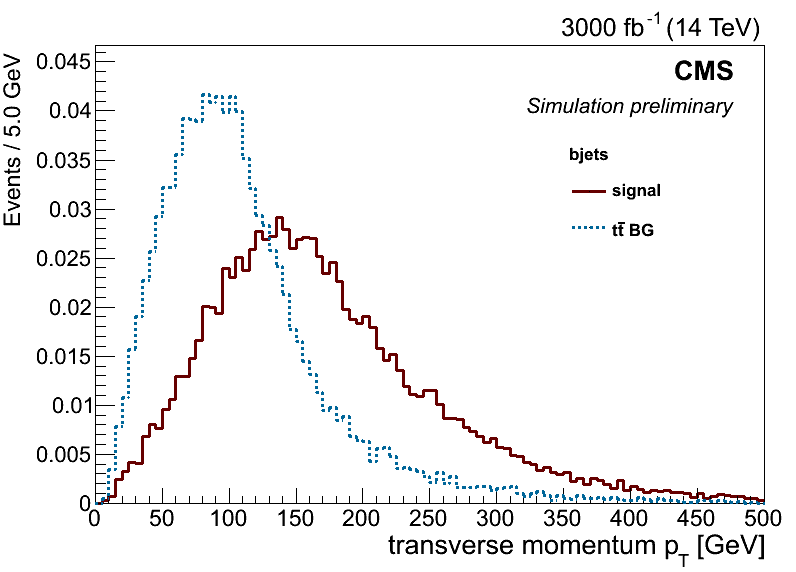 3000 fb⁻¹ (14 TeV)
CMS
Simulation preliminary
bjets
signal
tt̄ BG
Events / 5.0 GeV
0.045
0.04
0.035
0.03
0.025
0.02
0.015
0.01
0.005
0
0 50 100 150 200 250 300 350 400 450 500
transverse momentum p_T [GeV]